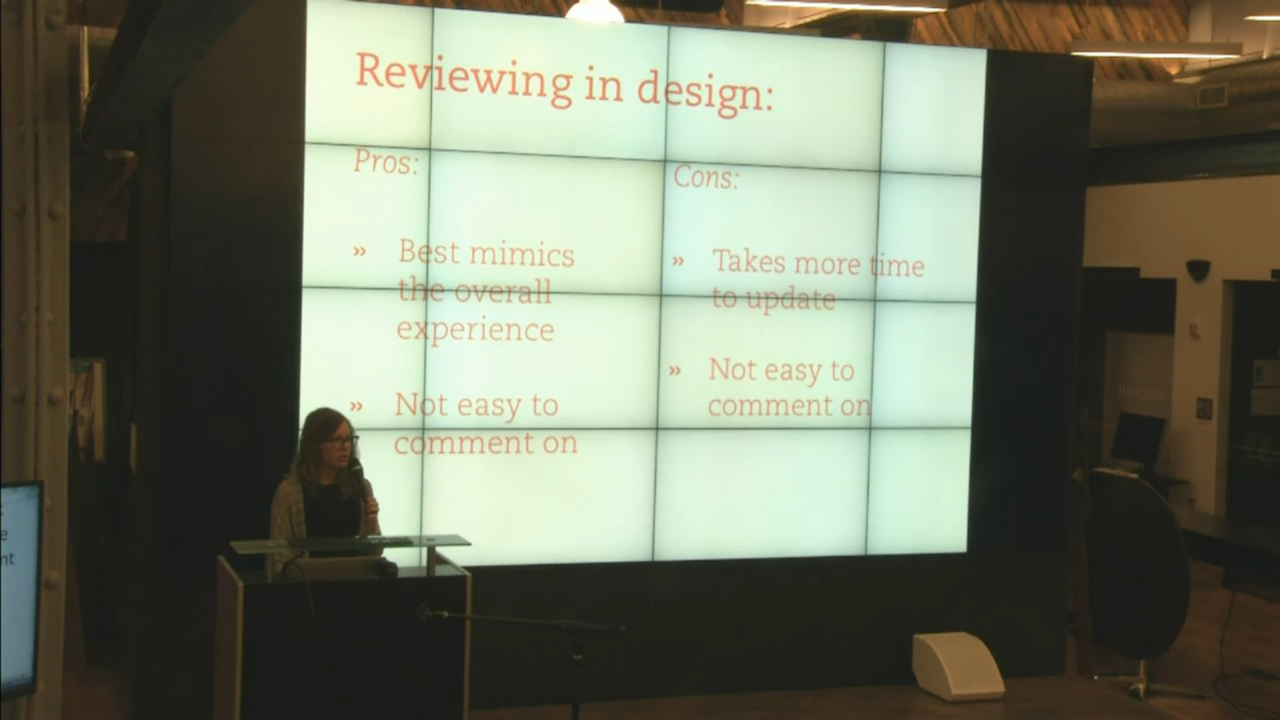 Reviewing in design:
Pros:
» Best mimics
the overall
experience
» Not easy to
comment on
Cons:
» Takes more time
to update
» Not easy to
comment on
e
nt